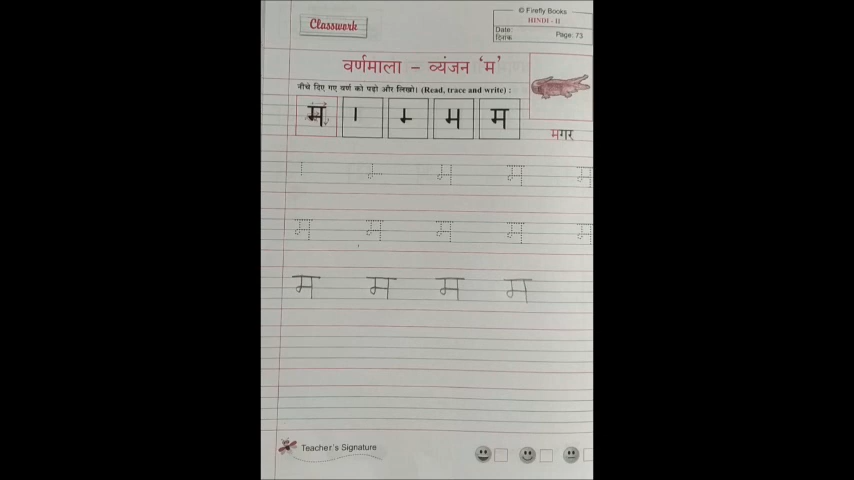 Classwork
© Firefly Books
HINDI - II
Date:
दिनांक
Page: 73
वर्णमाला – व्यंजन ‘म’
नीचे दिए गए वर्ण को पढ़ो और लिखो। (Read, trace and write) :
म म म
मगर
म म म
म म म म म
म म म म
Teacher's Signature